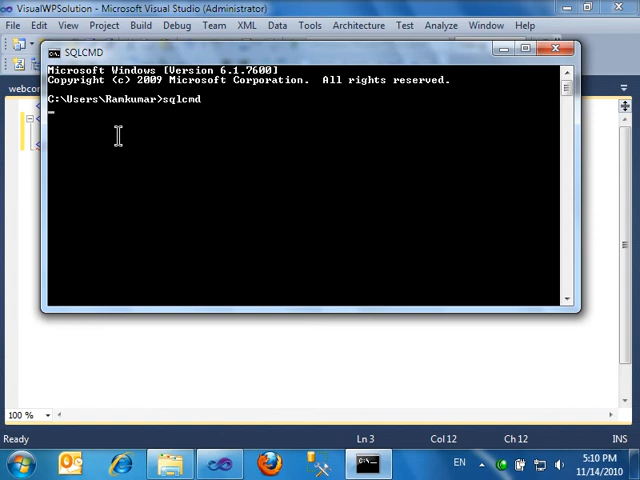 VisualWPSolution - Microsoft Visual Studio (Administrator)
File Edit View Project Build Debug Team XML Data Tools Architecture Test Analyze Window Help
SQLCMD
Microsoft Windows [Version 6.1.7600]
Copyright (c) 2009 Microsoft Corporation. All rights reserved.
C:\Users\Ramkumar>sqlcmd
webcon
100 %
Ready Ln 3 Col 12 Ch 12 INS
EN
5:10 PM
11/14/2010